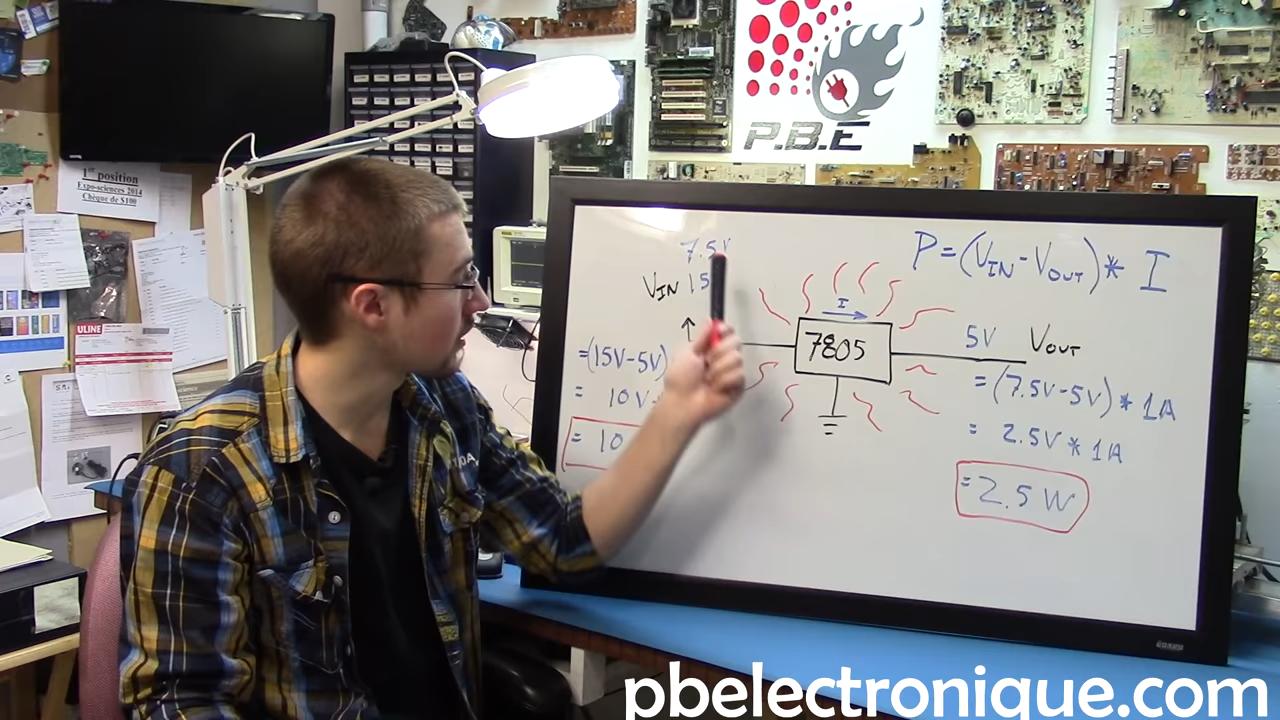 1st position
Expo-sciences 2014
Chèque de $100
ULINE
P.B.E
7.5V
VIN 15
=(15V-5V)
= 10V
= 10
I
7805
P=(VIN-VOUT)* I
5V VOUT
=(7.5V-5V)* 1A
= 2.5V* 1A
=2.5W
pbelectronique.com